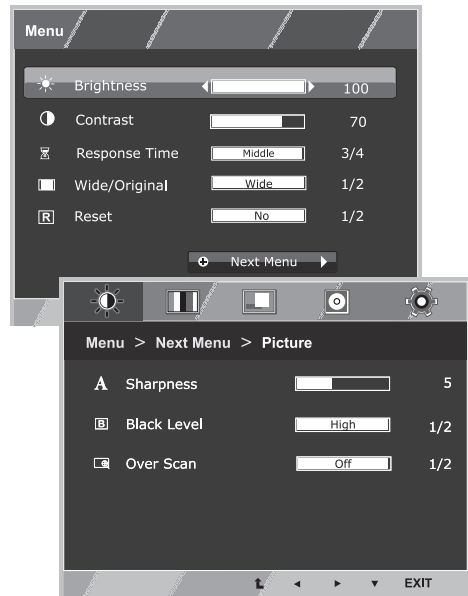 Menu
Brightness 100
Contrast 70
Response Time Middle 3/4
Wide/Original Wide 1/2
R Reset No 1/2
Next Menu
Menu > Next Menu > Picture
A Sharpness 5
B Black Level High 1/2
Over Scan Off 1/2
EXIT